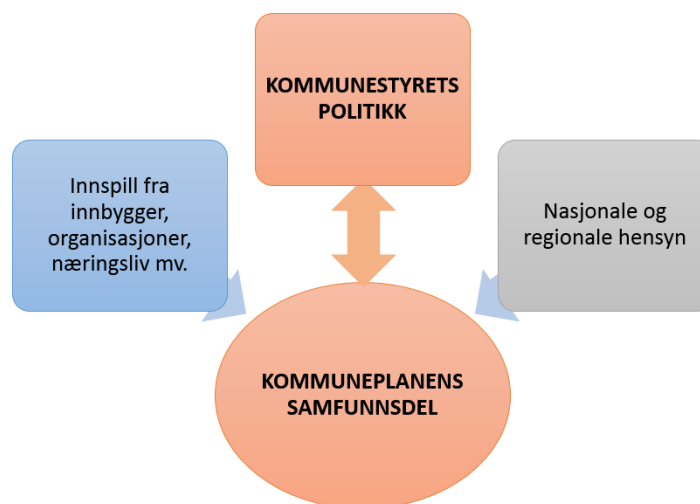 KOMMUNESTYRETS
POLITIKK
Innspill fra
innbygger,
organisasjoner,
næringsliv mv.
Nasjonale og
regionale hensyn
KOMMUNEPLANENS
SAMFUNNSDEL